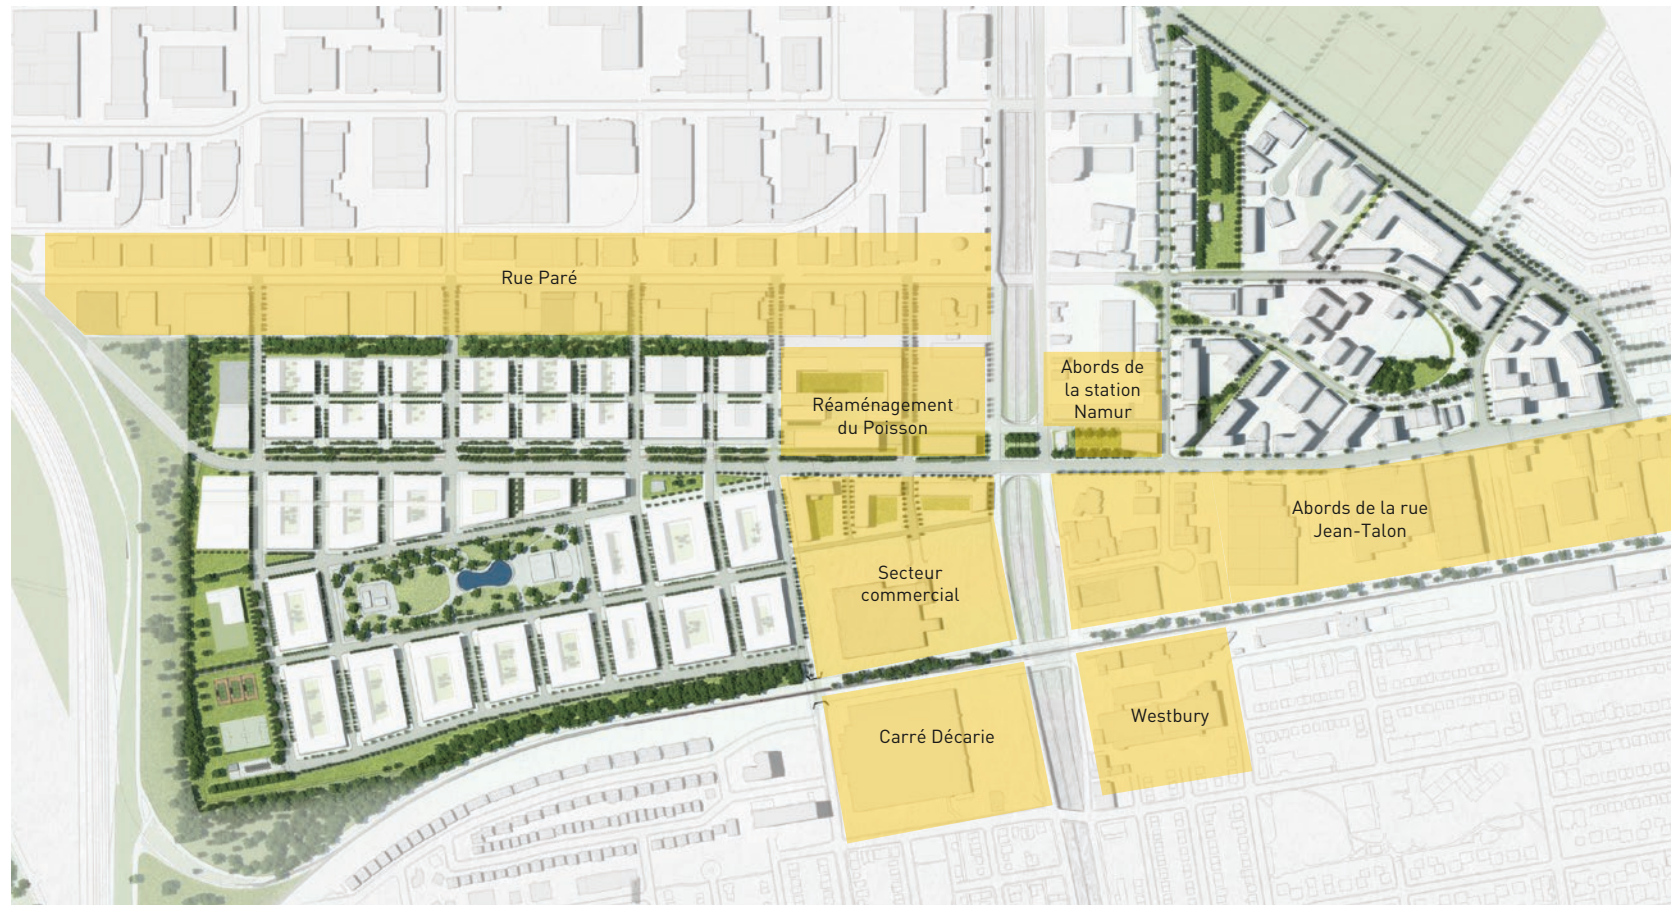 Rue Paré
Abords de
la station
Namur
Réaménagement
du Poisson
Abords de la rue
Jean-Talon
Secteur
commercial
Westbury
Carré Décarie